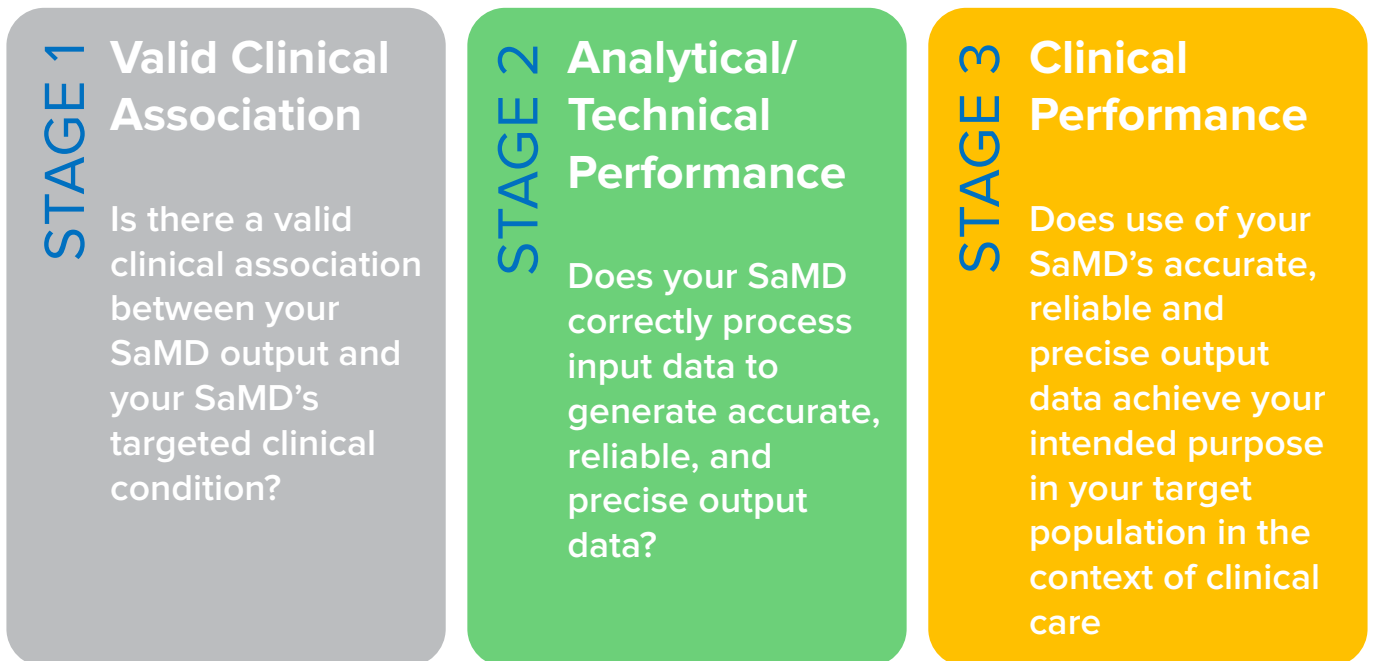 STAGE 1
Valid Clinical
Association
Is there a valid
clinical association
between your
SaMD output and
your SaMD’s
targeted clinical
condition?
STAGE 2
Analytical/
Technical
Performance
Does your SaMD
correctly process
input data to
generate accurate,
reliable, and
precise output
data?
STAGE 3
Clinical
Performance
Does use of your
SaMD’s accurate,
reliable and
precise output
data achieve your
intended purpose
in your target
population in the
context of clinical
care